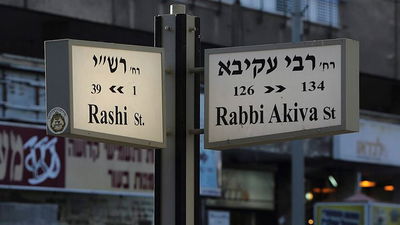 רח' רש"י
39 << 1
Rashi St.
רח' רבי עקיבא
126 >> 134
Rabbi Akiva St